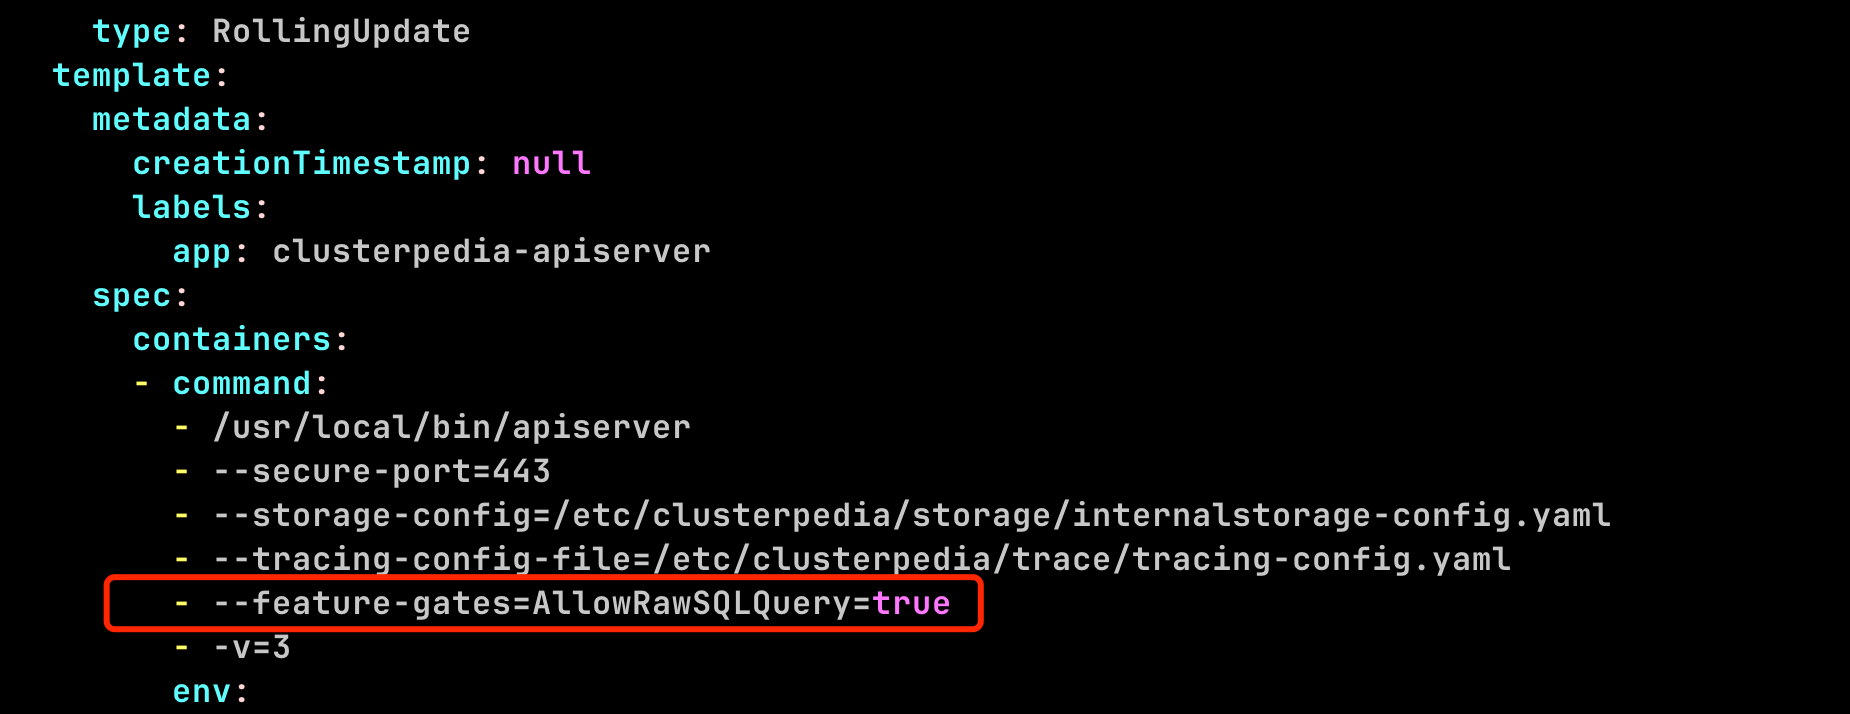 type: RollingUpdate
template:
metadata:
creationTimestamp: null
labels:
app: clusterpedia-apiserver
spec:
containers:
- command:
- /usr/local/bin/apiserver
- --secure-port=443
- --storage-config=/etc/clusterpedia/storage/internalstorage-config.yaml
- --tracing-config-file=/etc/clusterpedia/trace/tracing-config.yaml
- --feature-gates=AllowRawSQLQuery=true
- -v=3
env: